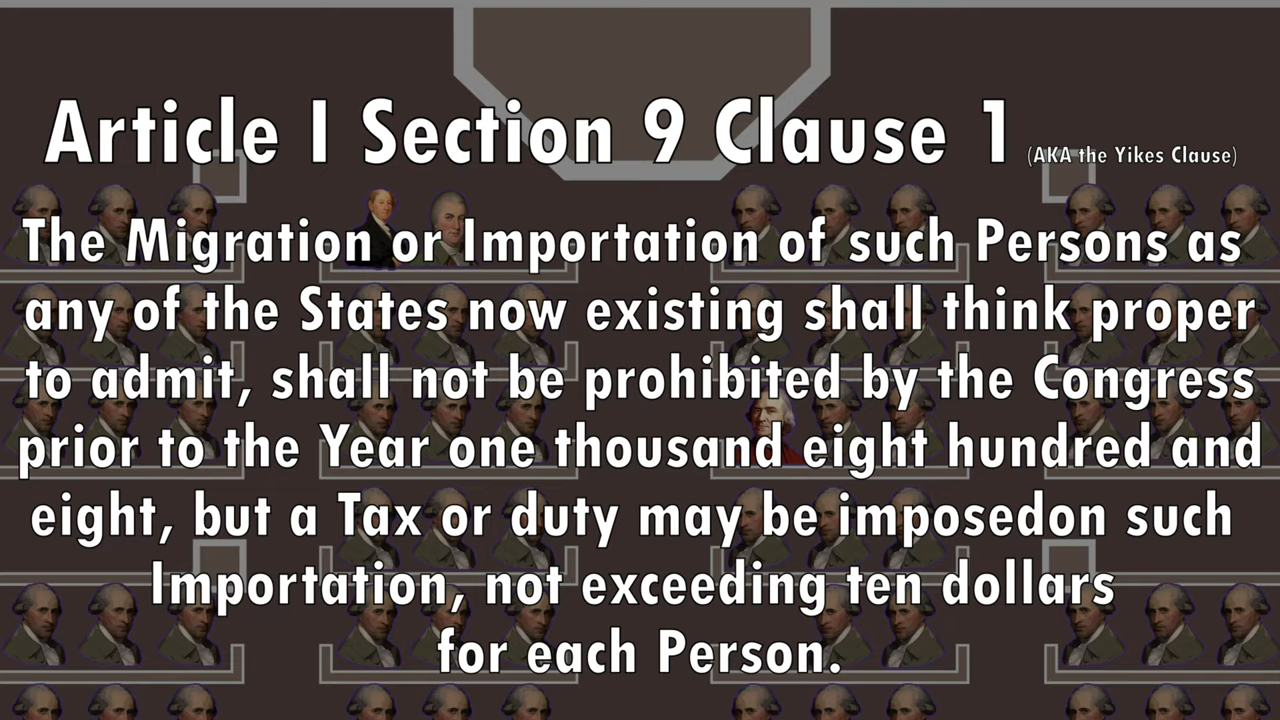 Article I Section 9 Clause 1 (AKA the Yikes Clause)
The Migration or Importation of such Persons as
any of the States now existing shall think proper
to admit, shall not be prohibited by the Congress
prior to the Year one thousand eight hundred and
eight, but a Tax or duty may be imposedon such
Importation, not exceeding ten dollars
for each Person.